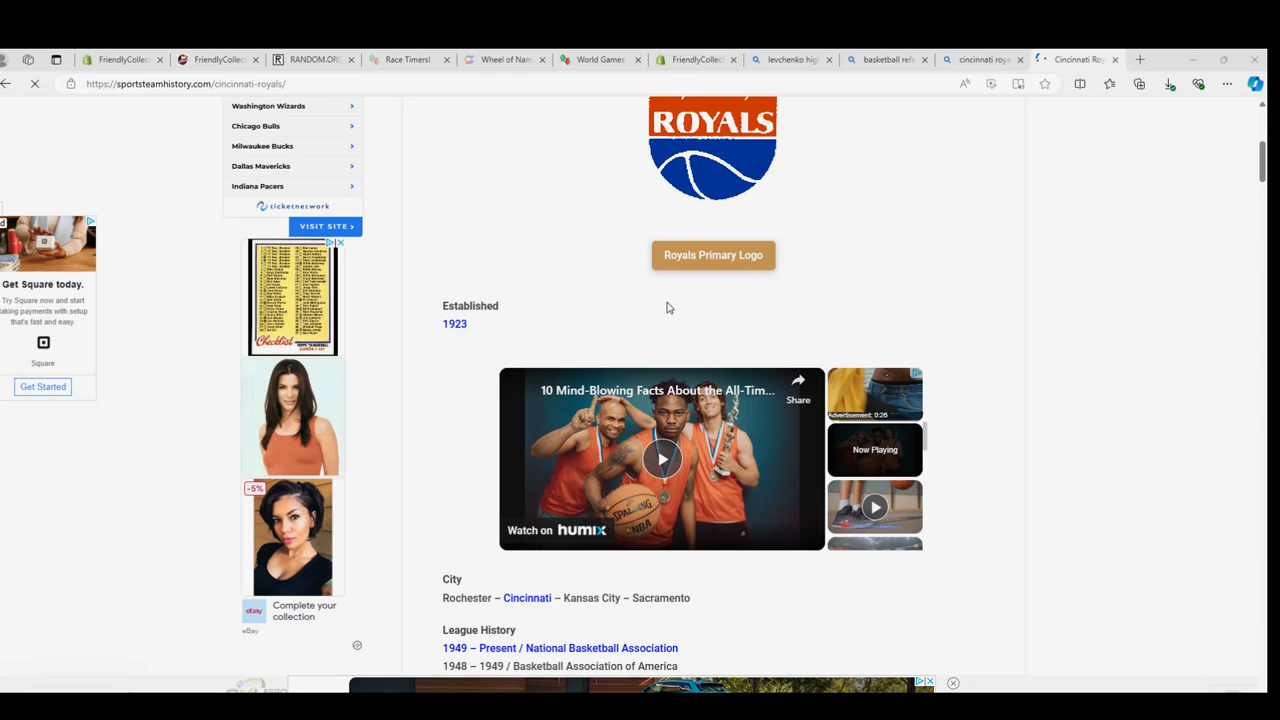 FriendlyCollec
FriendlyCollec
RANDOM.OR
Race Timers!
Wheel of Nam
World Games
FriendlyCollect
levchenko high
basketball refe
cincinnati roya
Cincinnati Roy
https://sportsteamhistory.com/cincinnati-royals/
Washington Wizards
Chicago Bulls
Milwaukee Bucks
Dallas Mavericks
Indiana Pacers
ticketnetwork
VISIT SITE
Get Square today.
Try Square now and start
taking payments with setup
that's fast and easy.
Square
Get Started
Checklist
-5%
ebay
Complete your
collection
eBay
ROYALS
Royals Primary Logo
Established
1923
10 Mind-Blowing Facts About the All-Tim...
Share
Watch on humix
SPALDING
NBA
Advertisement: 0:26
Now Playing
City
Rochester – Cincinnati – Kansas City – Sacramento
League History
1949 – Present / National Basketball Association
1948 – 1949 / Basketball Association of America